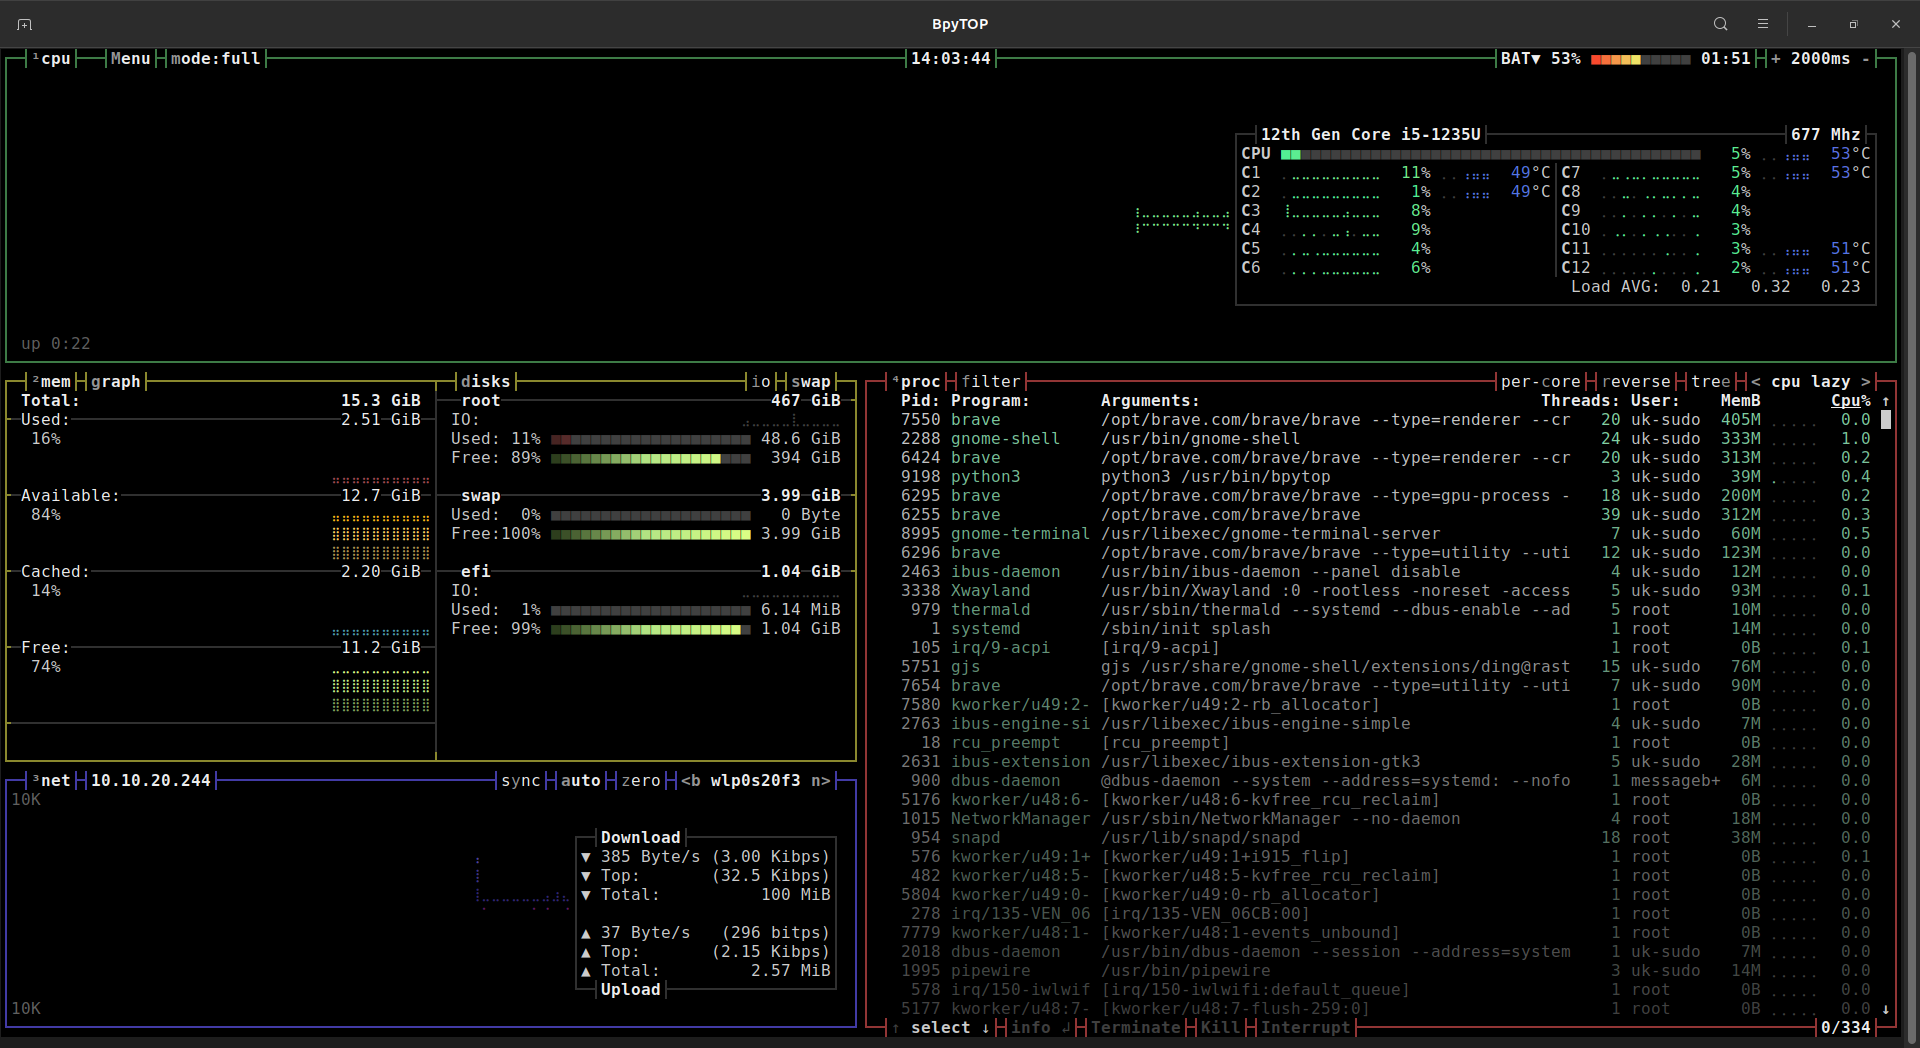 BpyTOP
¹cpu Menu mode:full 14:03:44 BAT▼ 53% 01:51 + 2000ms -
12th Gen Core i5-1235U 677 Mhz
CPU 5% 53°C
C1 11% 49°C C7 5% 53°C
C2 1% 49°C C8 4%
C3 8% C9 4%
C4 9% C10 3%
C5 4% C11 3% 51°C
C6 6% C12 2% 51°C
Load AVG: 0.21 0.32 0.23
up 0:22
²mem graph disks io swap
Total: 15.3 GiB root 467 GiB
Used: 2.51 GiB IO:
16% Used: 11% 48.6 GiB
Free: 89% 394 GiB
Available: 12.7 GiB swap 3.99 GiB
84% Used: 0% 0 Byte
Free:100% 3.99 GiB
Cached: 2.20 GiB efi 1.04 GiB
14% IO:
Used: 1% 6.14 MiB
Free: 99% 1.04 GiB
Free: 11.2 GiB
74%
³net 10.10.20.244 sync auto zero <b wlp0s20f3 n>
10K
Download
▼ 385 Byte/s (3.00 Kibps)
▼ Top: (32.5 Kibps)
▼ Total: 100 MiB
▲ 37 Byte/s (296 bitps)
▲ Top: (2.15 Kibps)
▲ Total: 2.57 MiB
Upload
10K
⁴proc filter per-core reverse tree < cpu lazy >
Pid: Program: Arguments: Threads: User: MemB Cpu% ↑
7550 brave /opt/brave.com/brave/brave --type=renderer --cr 20 uk-sudo 405M 0.0
2288 gnome-shell /usr/bin/gnome-shell 24 uk-sudo 333M 1.0
6424 brave /opt/brave.com/brave/brave --type=renderer --cr 20 uk-sudo 313M 0.2
9198 python3 python3 /usr/bin/bpytop 3 uk-sudo 39M 0.4
6295 brave /opt/brave.com/brave/brave --type=gpu-process - 18 uk-sudo 200M 0.2
6255 brave /opt/brave.com/brave/brave 39 uk-sudo 312M 0.3
8995 gnome-terminal /usr/libexec/gnome-terminal-server 7 uk-sudo 60M 0.5
6296 brave /opt/brave.com/brave/brave --type=utility --uti 12 uk-sudo 123M 0.0
2463 ibus-daemon /usr/bin/ibus-daemon --panel disable 4 uk-sudo 12M 0.0
3338 Xwayland /usr/bin/Xwayland :0 -rootless -noreset -access 5 uk-sudo 93M 0.1
979 thermald /usr/sbin/thermald --systemd --dbus-enable --ad 5 root 10M 0.0
1 systemd /sbin/init splash 1 root 14M 0.0
105 irq/9-acpi [irq/9-acpi] 1 root 0B 0.1
5751 gjs gjs /usr/share/gnome-shell/extensions/ding@rast 15 uk-sudo 76M 0.0
7654 brave /opt/brave.com/brave/brave --type=utility --uti 7 uk-sudo 90M 0.0
7580 kworker/u49:2- [kworker/u49:2-rb_allocator] 1 root 0B 0.0
2763 ibus-engine-si /usr/libexec/ibus-engine-simple 4 uk-sudo 7M 0.0
18 rcu_preempt [rcu_preempt] 1 root 0B 0.0
2631 ibus-extension /usr/libexec/ibus-extension-gtk3 5 uk-sudo 28M 0.0
900 dbus-daemon @dbus-daemon --system --address=systemd: --nofo 1 messageb+ 6M 0.0
5176 kworker/u48:6- [kworker/u48:6-kvfree_rcu_reclaim] 1 root 0B 0.0
1015 NetworkManager /usr/sbin/NetworkManager --no-daemon 4 root 18M 0.0
954 snapd /usr/lib/snapd/snapd 18 root 38M 0.0
576 kworker/u49:1+ [kworker/u49:1+i915_flip] 1 root 0B 0.1
482 kworker/u48:5- [kworker/u48:5-kvfree_rcu_reclaim] 1 root 0B 0.0
5804 kworker/u49:0- [kworker/u49:0-rb_allocator] 1 root 0B 0.0
278 irq/135-VEN_06 [irq/135-VEN_06CB:00] 1 root 0B 0.0
7779 kworker/u48:1- [kworker/u48:1-events_unbound] 1 root 0B 0.0
2018 dbus-daemon /usr/bin/dbus-daemon --session --address=system 1 uk-sudo 7M 0.0
1995 pipewire /usr/bin/pipewire 3 uk-sudo 14M 0.0
578 irq/150-iwlwif [irq/150-iwlwifi:default_queue] 1 root 0B 0.0
5177 kworker/u48:7- [kworker/u48:7-flush-259:0] 1 root 0B 0.0 ↓
↑ select ↓ info ↲ Terminate Kill Interrupt 0/334